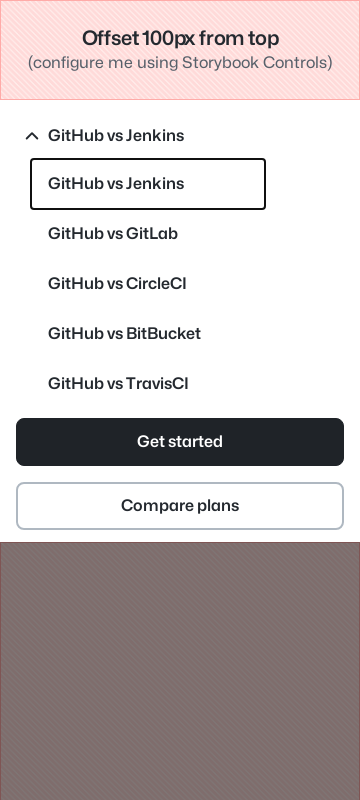 Offset 100px from top
(configure me using Storybook Controls)
GitHub vs Jenkins
GitHub vs Jenkins
GitHub vs GitLab
GitHub vs CircleCI
GitHub vs BitBucket
GitHub vs TravisCI
Get started
Compare plans